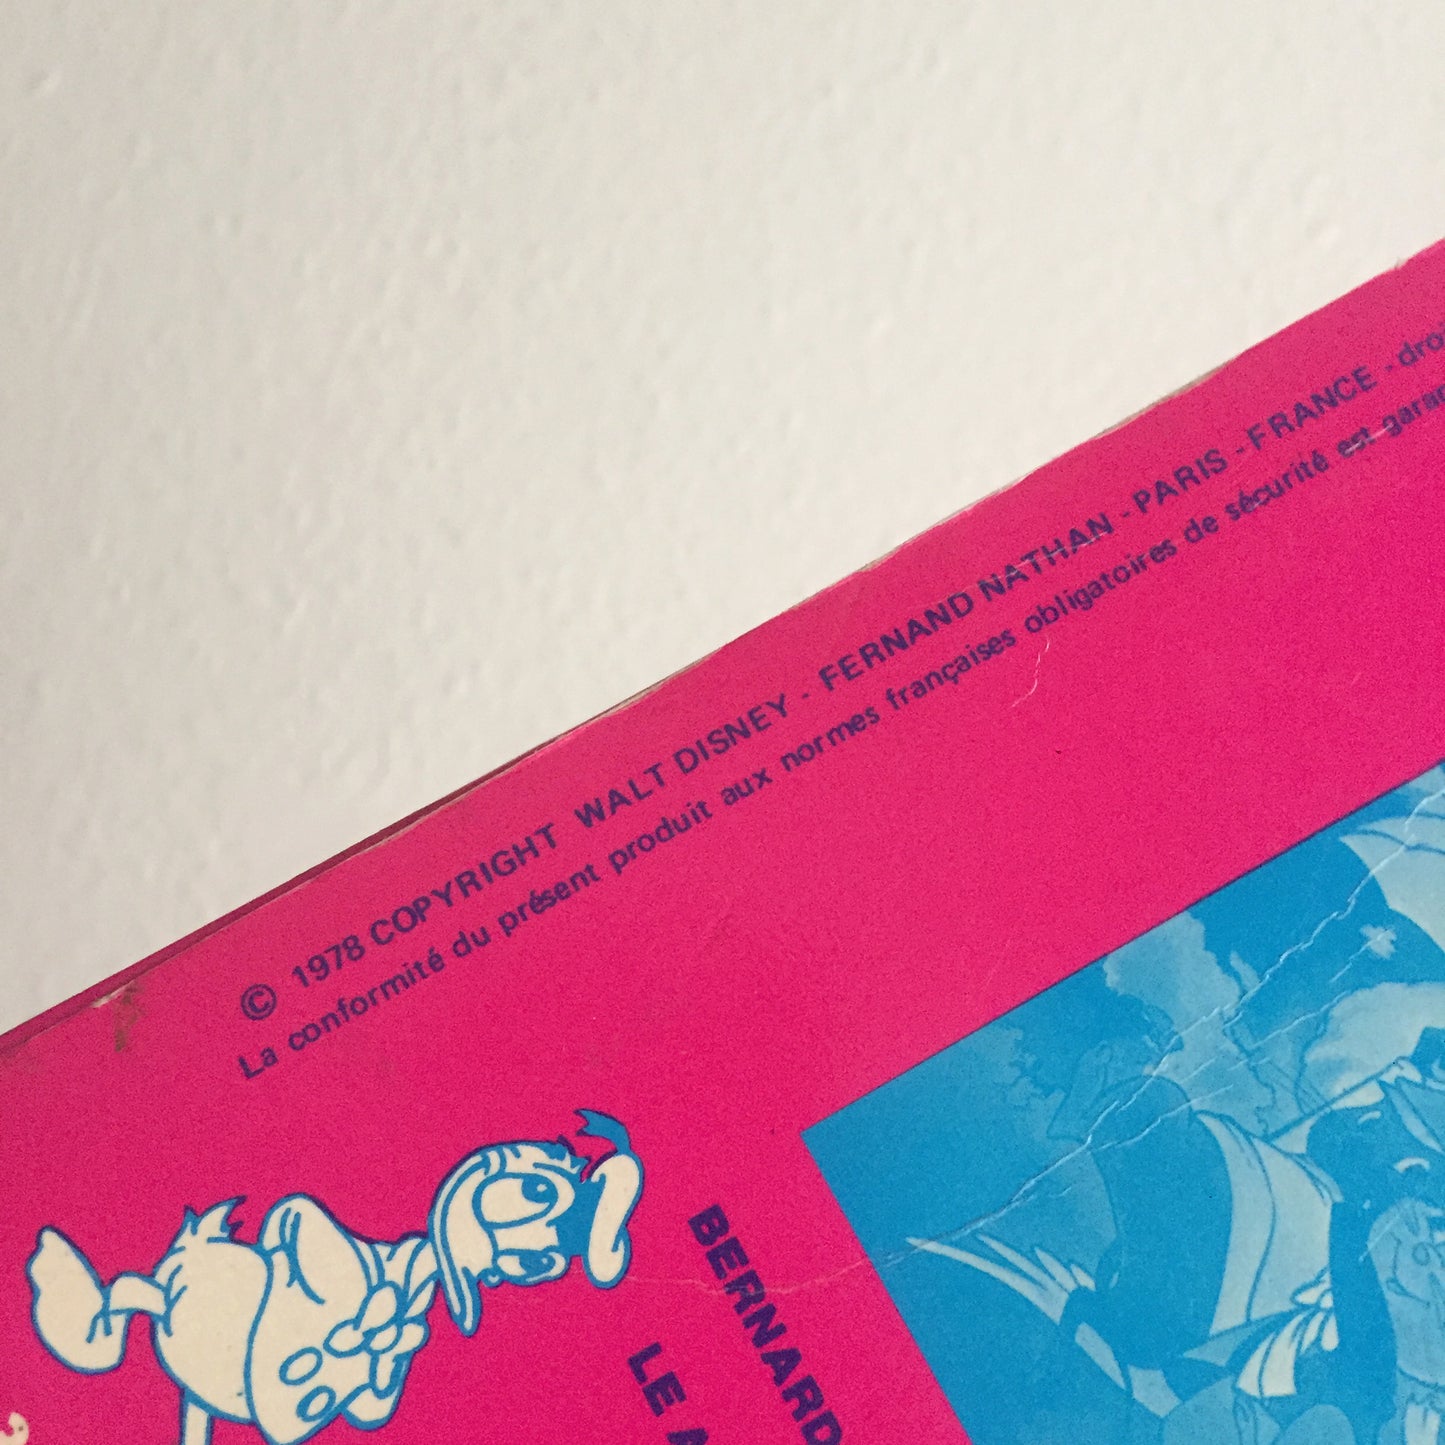 © 1978 COPYRIGHT WALT DISNEY - FERNAND NATHAN - PARIS - FRANCE -
La conformité du présent produit aux normes françaises obligatoires de sécurité est
BERNARD
LE